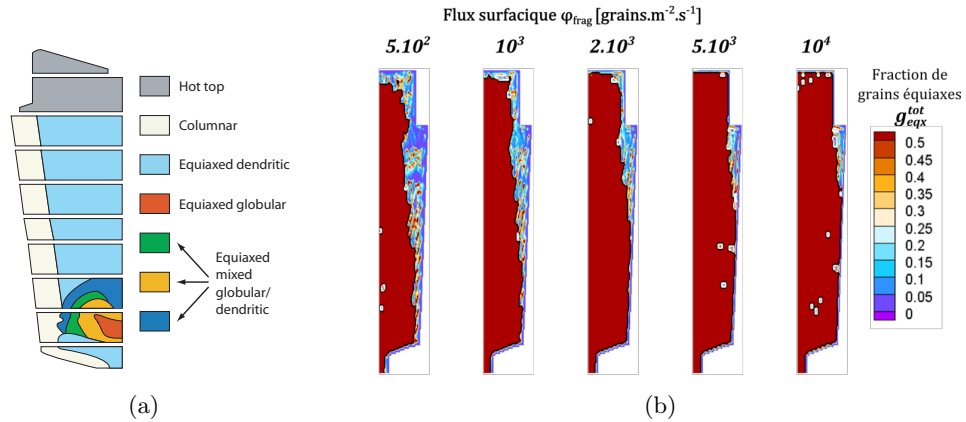 Flux surfacique φfrag [grains.m-2.s-1]
5.10² 10³ 2.10³ 5.10³ 10⁴
Hot top
Columnar
Equiaxed dendritic
Equiaxed globular
Equiaxed
mixed
globular/
dendritic
Fraction de
grains équiaxes
g tot eqx
0.5
0.45
0.4
0.35
0.3
0.25
0.2
0.15
0.1
0.05
0
(a)
(b)